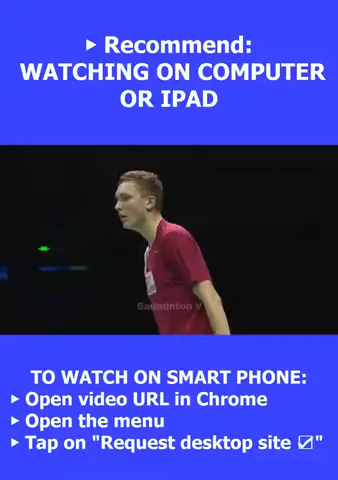 ▶ Recommend:
WATCHING ON COMPUTER
OR IPAD
Badminton V
TO WATCH ON SMART PHONE:
▶ Open video URL in Chrome
▶ Open the menu
▶ Tap on "Request desktop site ☑"